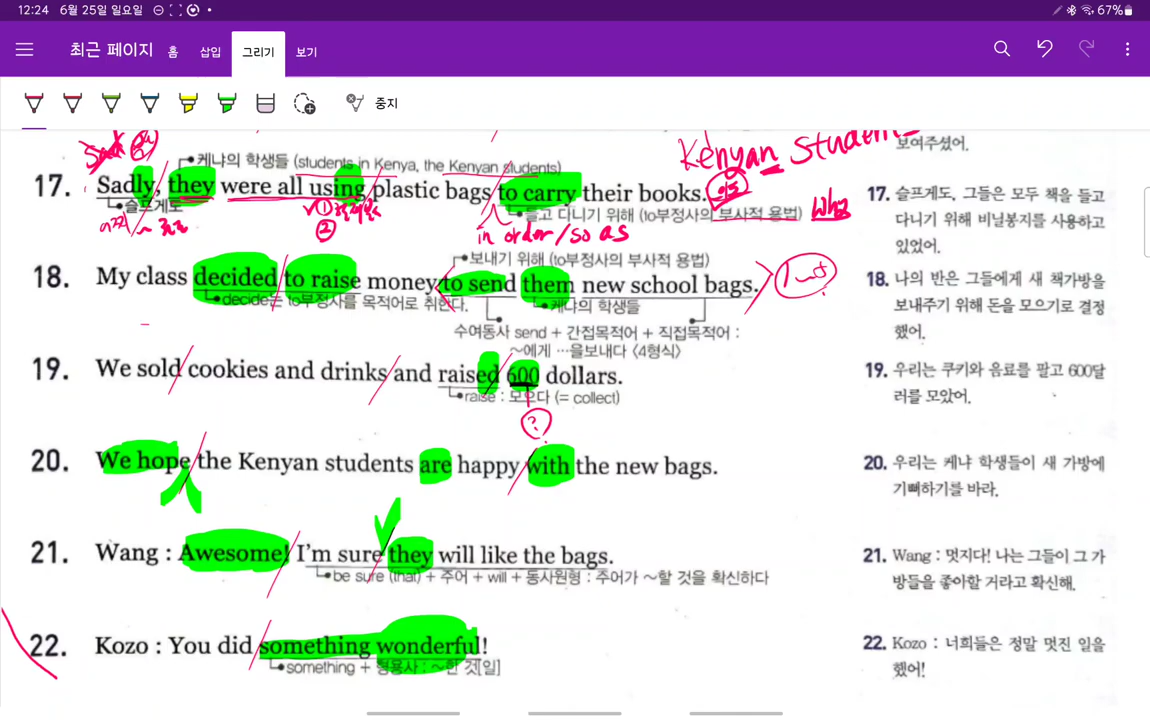 12:24 6월 25일 일요일 67%
최근 페이지 홈 삽입 그리기 보기
중지
Kenyan students
보여주셨어.
케냐의 학생들 (students in Kenya, the Kenyan students)
17. Sadly, they were all using plastic bags to carry their books.
슬프게도
들고 다니기 위해 (to부정사의 부사적 용법)
① ②
in order/so as
why
17. 슬프게도, 그들은 모두 책을 들고
다니기 위해 비닐봉지를 사용하고
있었어.
보내기 위해 (to부정사의 부사적 용법)
18. My class decided to raise money to send them new school bags.
decide는 to부정사를 목적어로 취한다.
케냐의 학생들
수여동사 send + 간접목적어 + 직접목적어 :
~에게 …을보내다 〈4형식〉
18. 나의 반은 그들에게 새 책가방을
보내주기 위해 돈을 모으기로 결정
했어.
19. We sold cookies and drinks and raised 600 dollars.
raise : 모으다 (= collect)
?
19. 우리는 쿠키와 음료를 팔고 600달
러를 모았어.
20. We hope the Kenyan students are happy with the new bags.
20. 우리는 케냐 학생들이 새 가방에
기뻐하기를 바라.
21. Wang : Awesome! I'm sure they will like the bags.
be sure (that) + 주어 + will + 동사원형 : 주어가 ~할 것을 확신하다
21. Wang : 멋지다! 나는 그들이 그 가
방들을 좋아할 거라고 확신해.
22. Kozo : You did something wonderful!
something + 형용사 : ~한 것[일]
22. Kozo : 너희들은 정말 멋진 일을
했어!